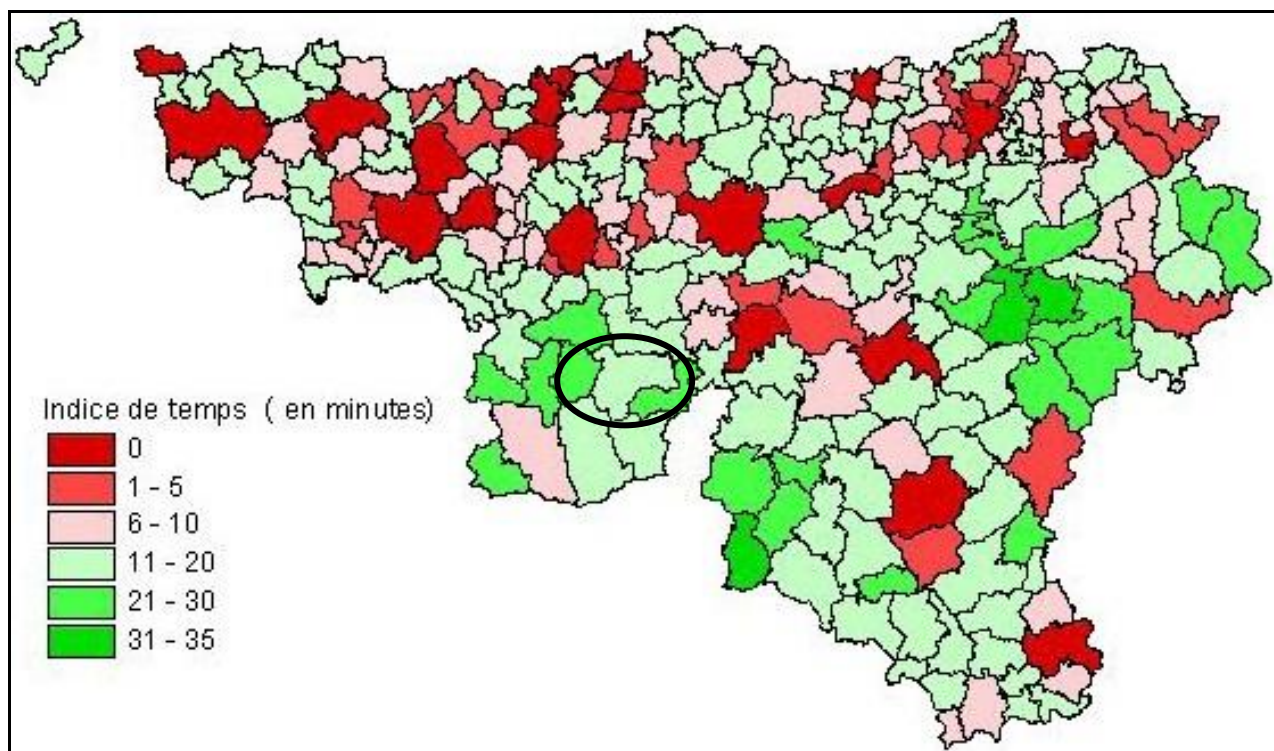 Indice de temps ( en minutes)
0
1 - 5
6 - 10
11 - 20
21 - 30
31 - 35